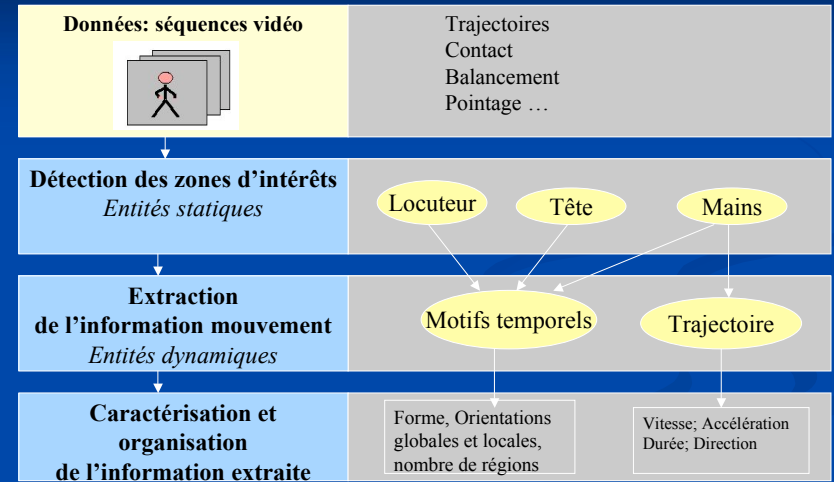 Données: séquences vidéo
Trajectoires
Contact
Balancement
Pointage …
Détection des zones d’intérêts
Entités statiques
Locuteur
Tête
Mains
Extraction
de l’information mouvement
Entités dynamiques
Motifs temporels
Trajectoire
Caractérisation et
organisation
de l’information extraite
Forme, Orientations
globales et locales,
nombre de régions
Vitesse; Accélération
Durée; Direction